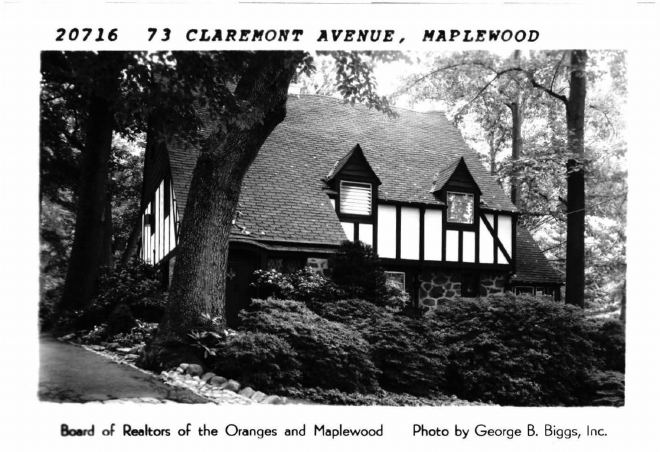 20716 73 CLAREMONT AVENUE, MAPLEWOOD
Board of Realtors of the Oranges and Maplewood Photo by George B. Biggs, Inc.